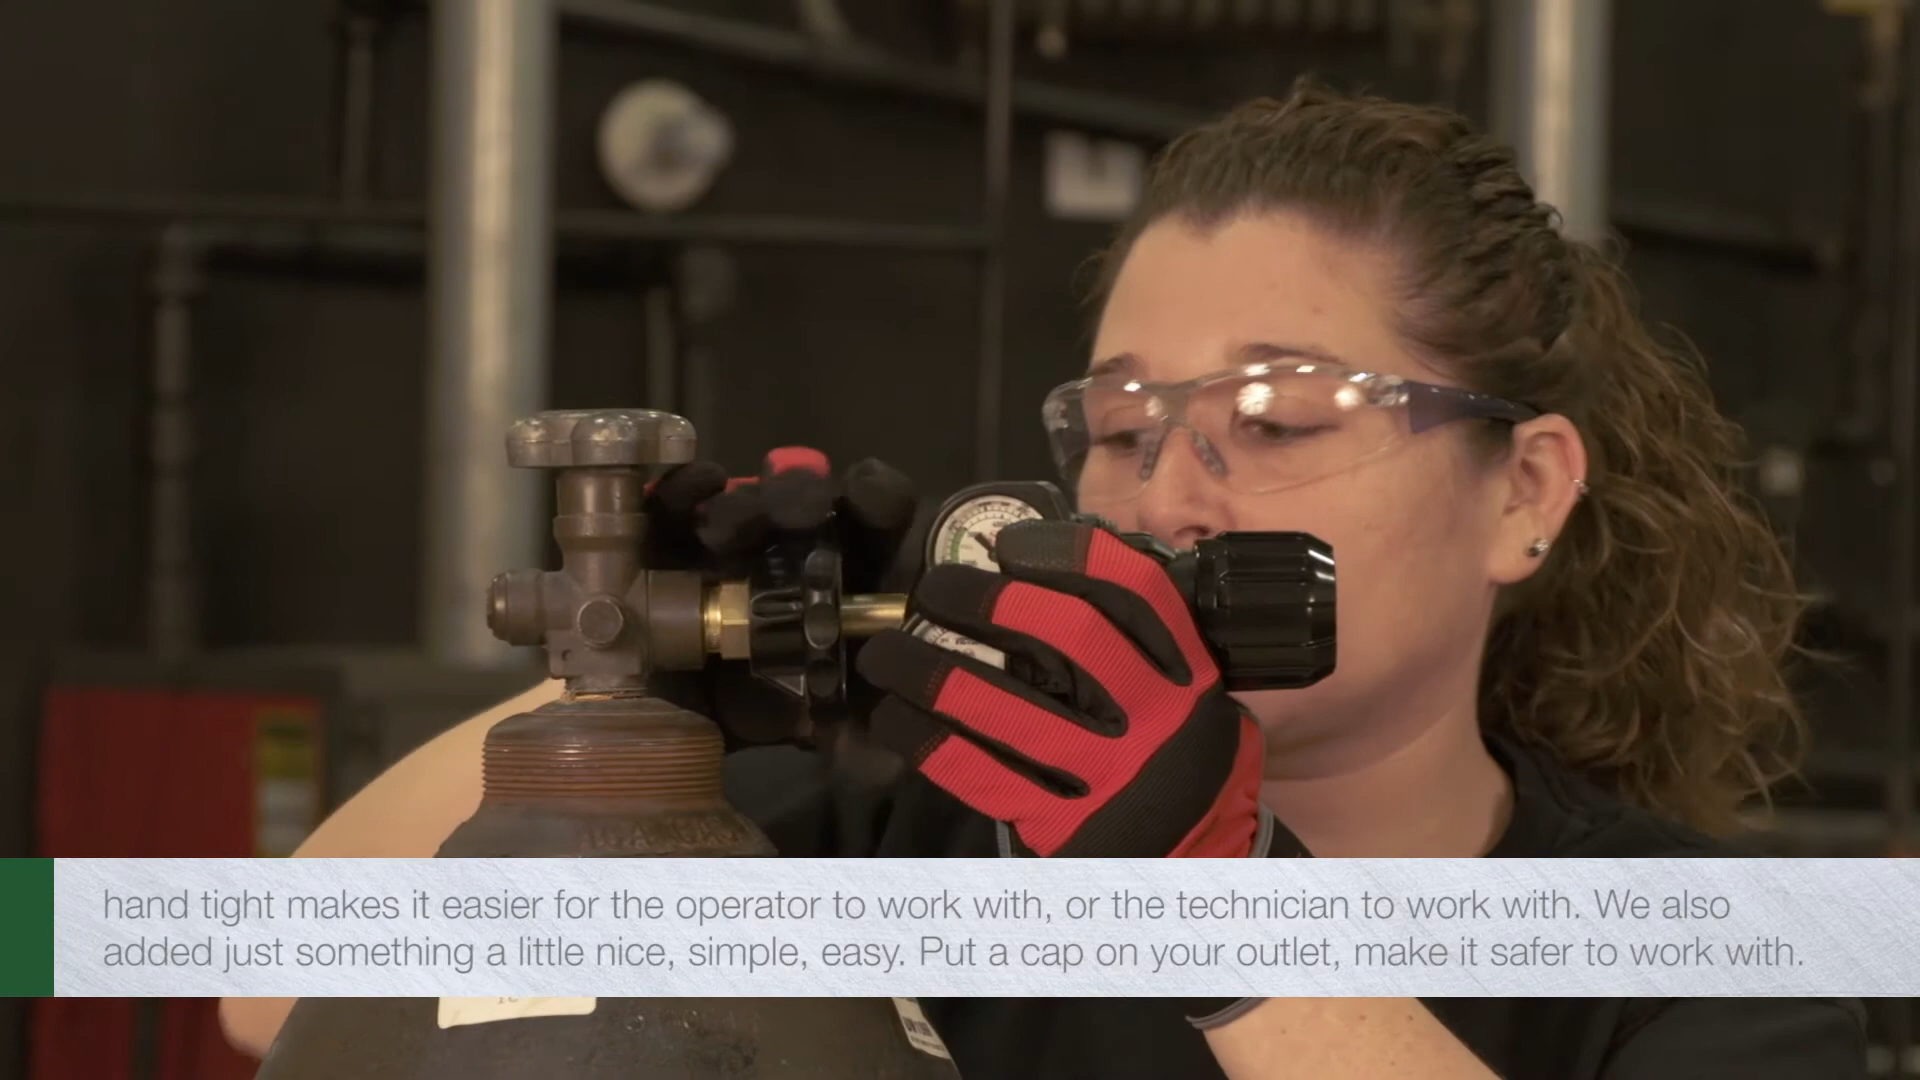 hand tight makes it easier for the operator to work with, or the technician to work with. We also
added just something a little nice, simple, easy. Put a cap on your outlet, make it safer to work with.